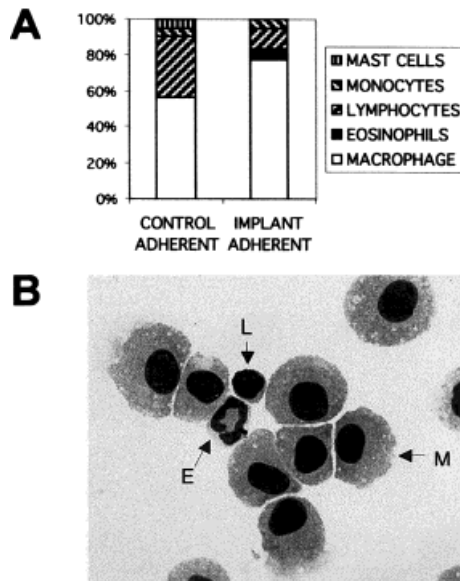 A
100%
80%
60%
40%
20%
0%
CONTROL ADHERENT
IMPLANT ADHERENT
MAST CELLS
MONOCYTES
LYMPHOCYTES
EOSINOPHILS
MACROPHAGE
B
L
E
M